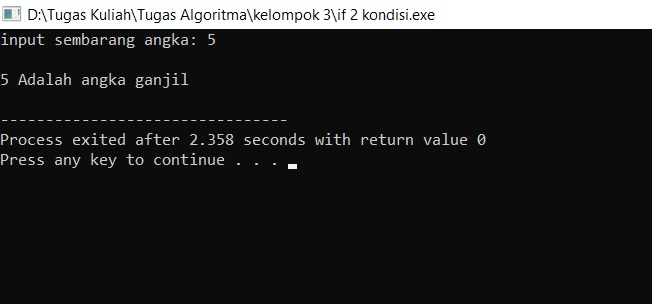 D:\Tugas Kuliah\Tugas Algoritma\kelompok 3\if 2 kondisi.exe
input sembarang angka: 5
5 Adalah angka ganjil
--------------------------------
Process exited after 2.358 seconds with return value 0
Press any key to continue . . .